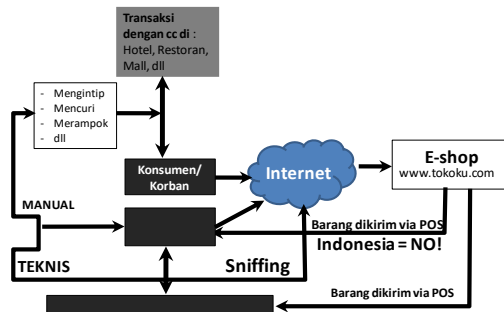 Transaksi
dengan cc di :
Hotel, Restoran,
Mall, dll
- Mengintip
- Mencuri
- Merampok
- dll
Konsumen/
Korban
Internet
E-shop
www.tokoku.com
MANUAL
Barang dikirim via POS
Indonesia = NO!
TEKNIS
Sniffing
Barang dikirim via POS